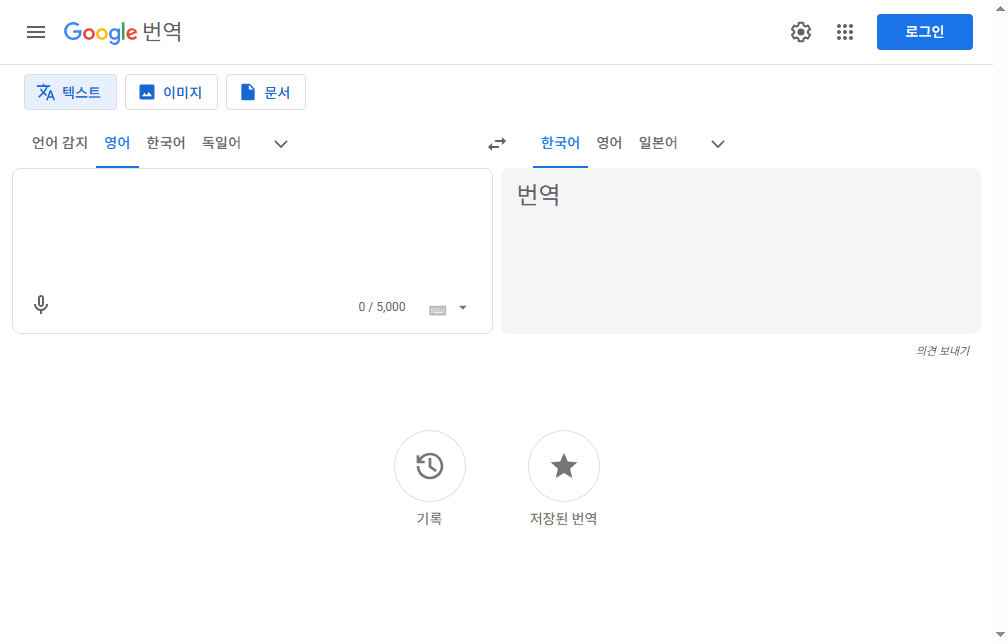 Google 번역
로그인
텍스트
이미지
문서
언어 감지
영어
한국어
독일어
한국어
영어
일본어
번역
0 / 5,000
의견 보내기
기록
저장된 번역